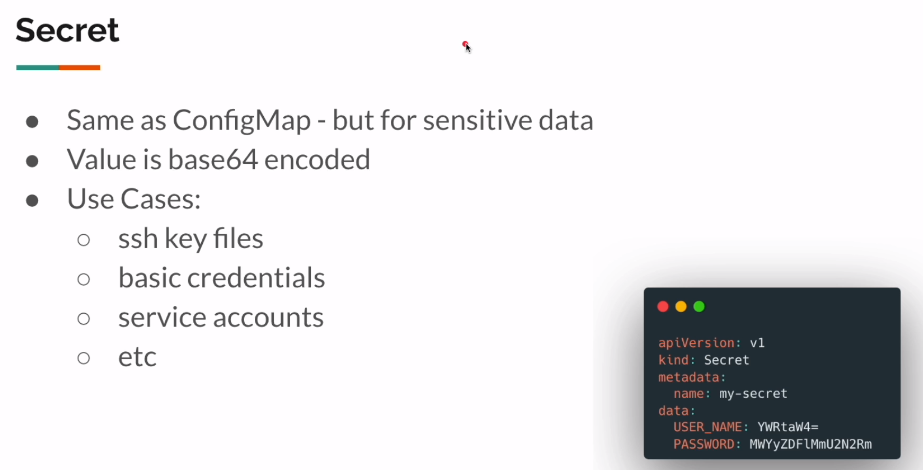 Secret
● Same as ConfigMap - but for sensitive data
● Value is base64 encoded
● Use Cases:
○ ssh key files
○ basic credentials
○ service accounts
○ etc
apiVersion: v1
kind: Secret
metadata:
  name: my-secret
data:
  USER_NAME: YWRtaW4=
  PASSWORD: MWYyZDFlMmU2N2Rm